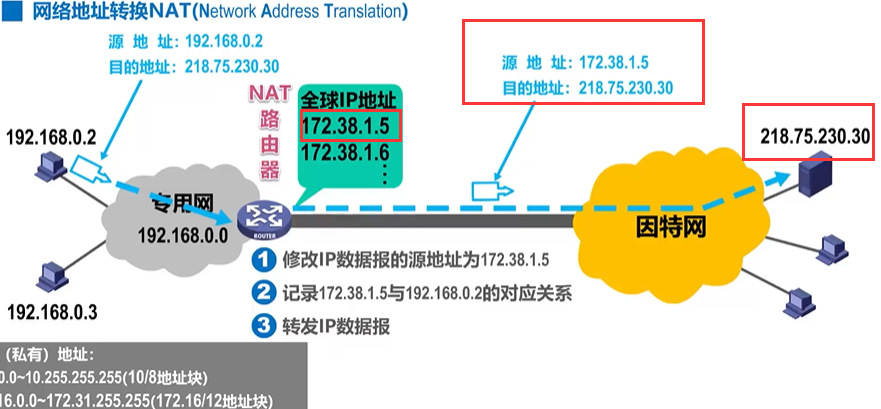 网络地址转换NAT(Network Address Translation)
源 地 址: 192.168.0.2
目的地址: 218.75.230.30
源 地 址: 172.38.1.5
目的地址: 218.75.230.30
NAT
路
由
器
全球IP地址
172.38.1.5
172.38.1.6
⋮
192.168.0.2
218.75.230.30
专用网
192.168.0.0
ROUTER
因特网
192.168.0.3
1 修改IP数据报的源地址为172.38.1.5
2 记录172.38.1.5与192.168.0.2的对应关系
3 转发IP数据报
(私有) 地址:
0.0~10.255.255.255(10/8地址块)
16.0.0~172.31.255.255(172.16/12地址块)